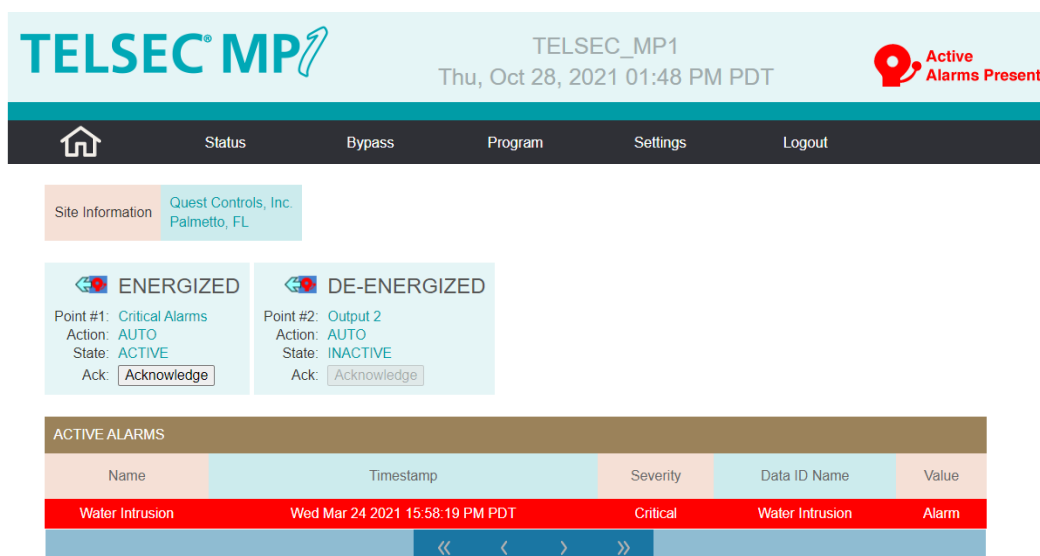 TELSEC® MP1
TELSEC_MP1
Thu, Oct 28, 2021 01:48 PM PDT
Active
Alarms Present
Status Bypass Program Settings Logout
Site Information
Quest Controls, Inc.
Palmetto, FL
ENERGIZED
Point #1: Critical Alarms
Action: AUTO
State: ACTIVE
Ack: Acknowledge
DE-ENERGIZED
Point #2: Output 2
Action: AUTO
State: INACTIVE
Ack: Acknowledge
ACTIVE ALARMS
Name Timestamp Severity Data ID Name Value
Water Intrusion Wed Mar 24 2021 15:58:19 PM PDT Critical Water Intrusion Alarm
« ‹ › »